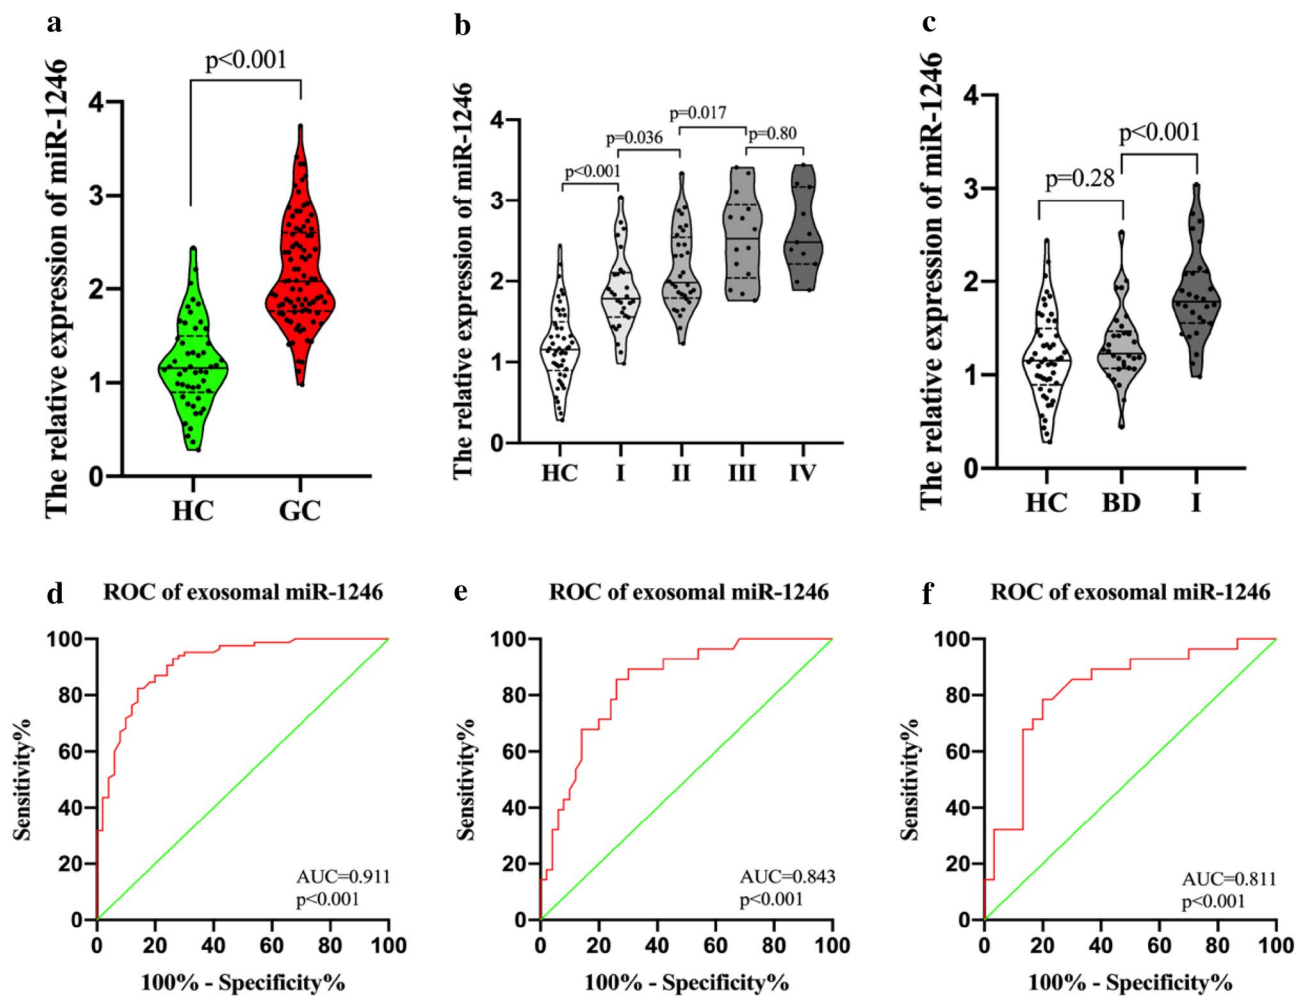 a
The relative expression of miR-1246
p<0.001
4
3
2
1
0
HC GC
b
The relative expression of miR-1246
p<0.001
p=0.036
p=0.017
p=0.80
4
3
2
1
0
HC I II III IV
c
The relative expression of miR-1246
p=0.28
p<0.001
4
3
2
1
0
HC BD I
d
ROC of exosomal miR-1246
Sensitivity%
100
80
60
40
20
0
AUC=0.911
p<0.001
0 20 40 60 80 100
100% - Specificity%
e
ROC of exosomal miR-1246
Sensitivity%
100
80
60
40
20
0
AUC=0.843
p<0.001
0 20 40 60 80 100
100% - Specificity%
f
ROC of exosomal miR-1246
Sensitivity%
100
80
60
40
20
0
AUC=0.811
p<0.001
0 20 40 60 80 100
100% - Specificity%